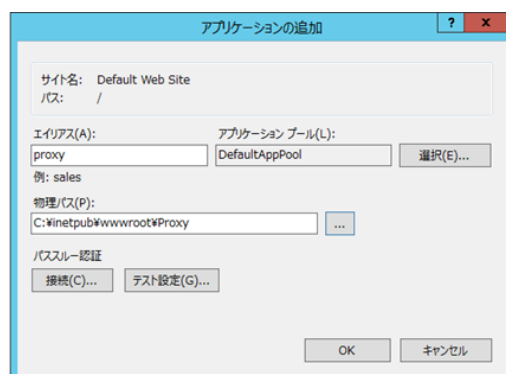 アプリケーションの追加
? x
サイト名: Default Web Site
パス: /
エイリアス(A): アプリケーション プール(L):
proxy DefaultAppPool 選択(E)...
例: sales
物理パス(P):
C:¥inetpub¥wwwroot¥Proxy ...
パススルー認証
接続(C)... テスト設定(G)...
OK キャンセル